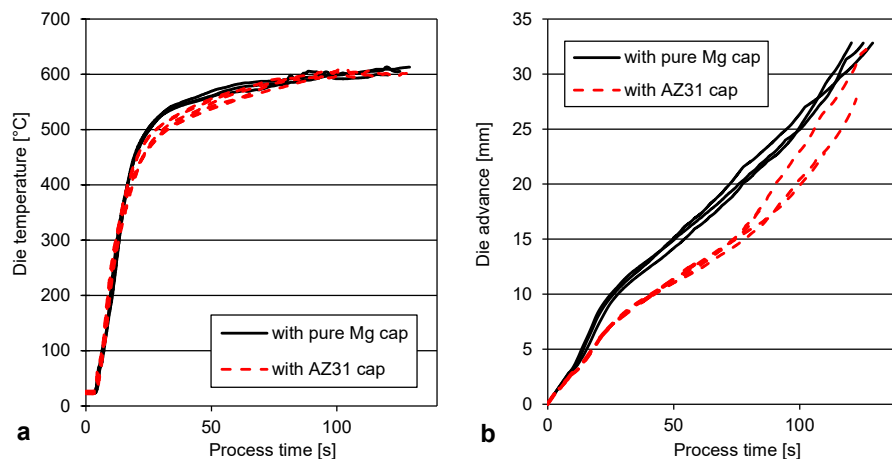 700
600
500
400
300
200
100
0
Die temperature [°C]
with pure Mg cap
with AZ31 cap
0 50 100
Process time [s]
a
35
30
25
20
15
10
5
0
Die advance [mm]
with pure Mg cap
with AZ31 cap
0 50 100
Process time [s]
b